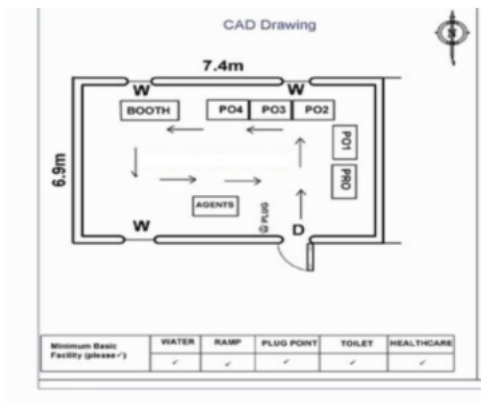 CAD Drawing
N
7.4m
W W
BOOTH PO4 PO3 PO2
PO1
6.9m
PRO
AGENTS
PLUG
W D
Minimum Basic Facility (please✓) WATER RAMP PLUG POINT TOILET HEALTHCARE
✓ ✓ ✓ ✓ ✓